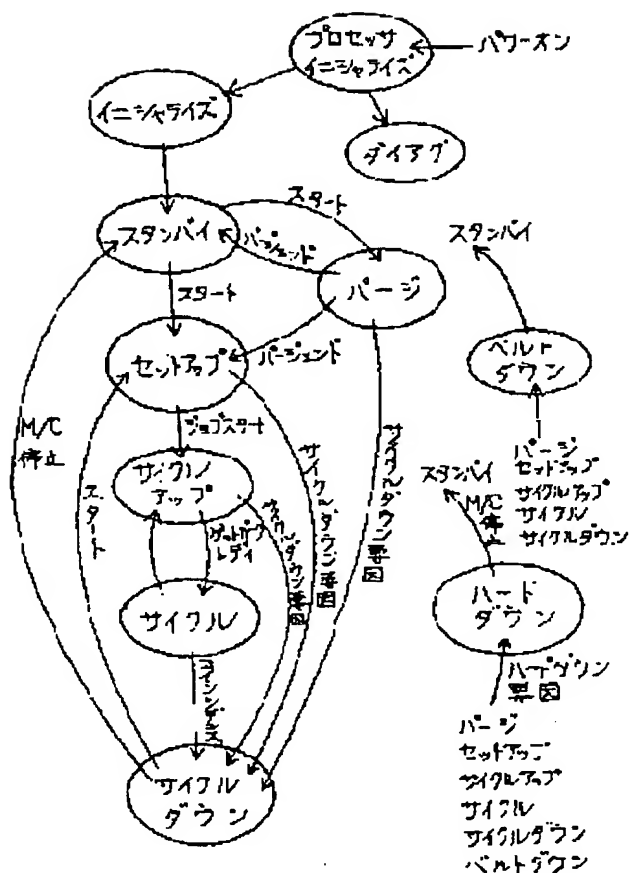 プロセッサ
イニシャライズ
パワーオン
イニシャライズ
ダイアグ
スタンバイ
スタート
パージエンド
パージ
スタート
パージエンド
セットアップ
M/C
停止
スタート
ジョブスタート
サイクル
アップ
ゲットパーク
レディ
サイクルダウン要因
サイクルダウン要因
サイクルダウン要因
サイクル
コインシデンス
サイクル
ダウン
スタンバイ
ベルト
ダウン
パージ
セットアップ
サイクルアップ
サイクル
サイクルダウン
スタンバイ
M/C
停止
ハード
ダウン
ハードダウン
要因
パージ
セットアップ
サイクルアップ
サイクル
サイクルダウン
ベルトダウン